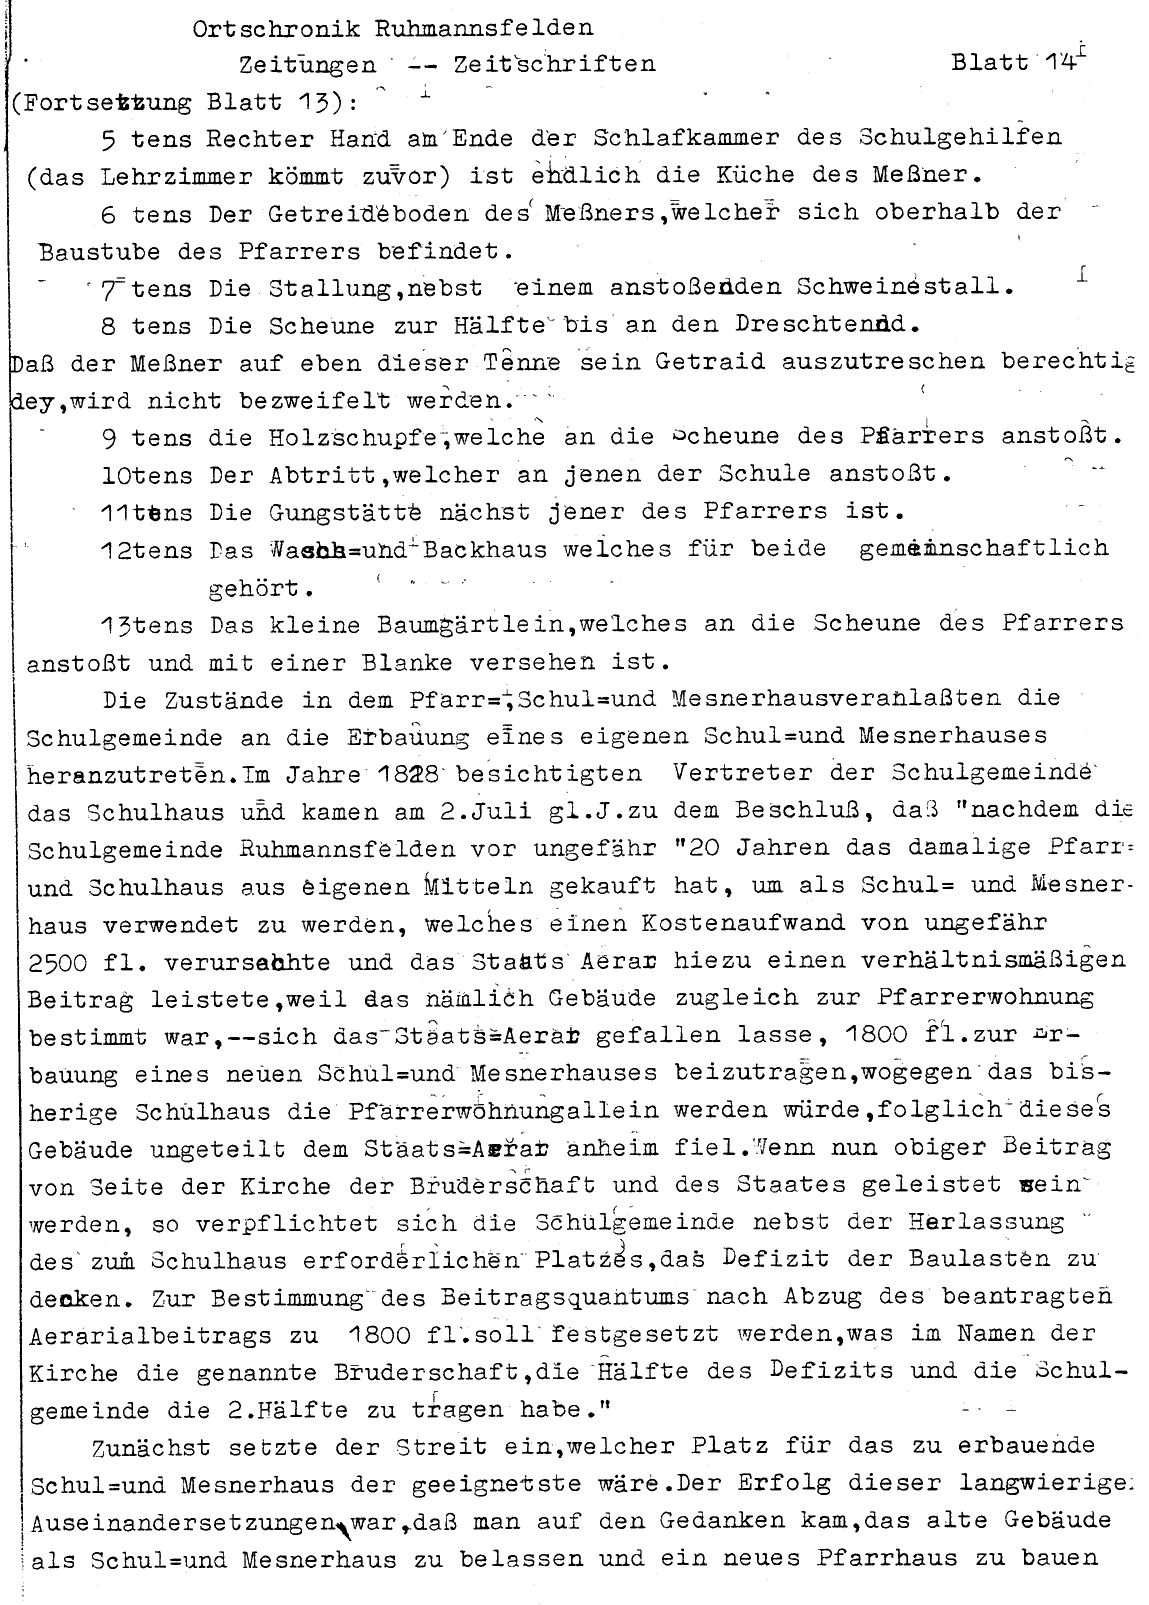 Ortschronik Ruhmannsfelden
Zeitungen -- Zeitschriften Blatt 14
(Fortsetzung Blatt 13):
5 tens Rechter Hand am Ende der Schlafkammer des Schulgehilfen
(das Lehrzimmer kömmt zuvor) ist endlich die Küche des Meßner.
6 tens Der Getreideboden des Meßners,welcher sich oberhalb der
Baustube des Pfarrers befindet.
7 tens Die Stallung,nebst einem anstoßenden Schweinestall.
8 tens Die Scheune zur Hälfte bis an den Dreschtennd.
Daß der Meßner auf eben dieser Tenne sein Getraid auszutreschen berechtig
dey,wird nicht bezweifelt werden.
9 tens die Holzschupfe,welche an die Scheune des Pfarrers anstoßt.
10tens Der Abtritt,welcher an jenen der Schule anstoßt.
11tens Die Gungstätte nächst jener des Pfarrers ist.
12tens Das Wasch=und Backhaus welches für beide gemeinnschaftlich
gehört.
13tens Das kleine Baumgärtlein,welches an die Scheune des Pfarrers
anstoßt und mit einer Blanke versehen ist.
Die Zustände in dem Pfarr=,Schul=und Mesnerhausveranlaßten die
Schulgemeinde an die Erbauung eines eigenen Schul=und Mesnerhauses
heranzutreten.Im Jahre 1828 besichtigten Vertreter der Schulgemeinde
das Schulhaus und kamen am 2.Juli gl.J.zu dem Beschluß, daß "nachdem die
Schulgemeinde Ruhmannsfelden vor ungefähr "20 Jahren das damalige Pfarr=
und Schulhaus aus eigenen Mitteln gekauft hat, um als Schul= und Mesner-
haus verwendet zu werden, welches einen Kostenaufwand von ungefähr
2500 fl. verursachte und das Staats Aerar hiezu einen verhältnismäßigen
Beitrag leistete,weil das nämlich Gebäude zugleich zur Pfarrerwohnung
bestimmt war,--sich das Staats=Aerar gefallen lasse, 1800 fl.zur Er-
bauung eines neuen Schul=und Mesnerhauses beizutragen,wogegen das bis-
herige Schulhaus die Pfarrerwohnungallein werden würde,folglich dieses
Gebäude ungeteilt dem Staats=Aerar anheim fiel.Wenn nun obiger Beitrag
von Seite der Kirche der Bruderschaft und des Staates geleistet sein
werden, so verpflichtet sich die Schulgemeinde nebst der Herlassung
des zum Schulhaus erforderlichen Platzes,das Defizit der Baulasten zu
decken. Zur Bestimmung des Beitragsquantums nach Abzug des beantragten
Aerarialbeitrags zu 1800 fl.soll festgesetzt werden,was im Namen der
Kirche die genannte Bruderschaft,die Hälfte des Defizits und die Schul-
gemeinde die 2.Hälfte zu tragen habe."
Zunächst setzte der Streit ein,welcher Platz für das zu erbauende
Schul=und Mesnerhaus der geeignetste wäre.Der Erfolg dieser langwierige
Auseinandersetzungen war,daß man auf den Gedanken kam,das alte Gebäude
als Schul=und Mesnerhaus zu belassen und ein neues Pfarrhaus zu bauen